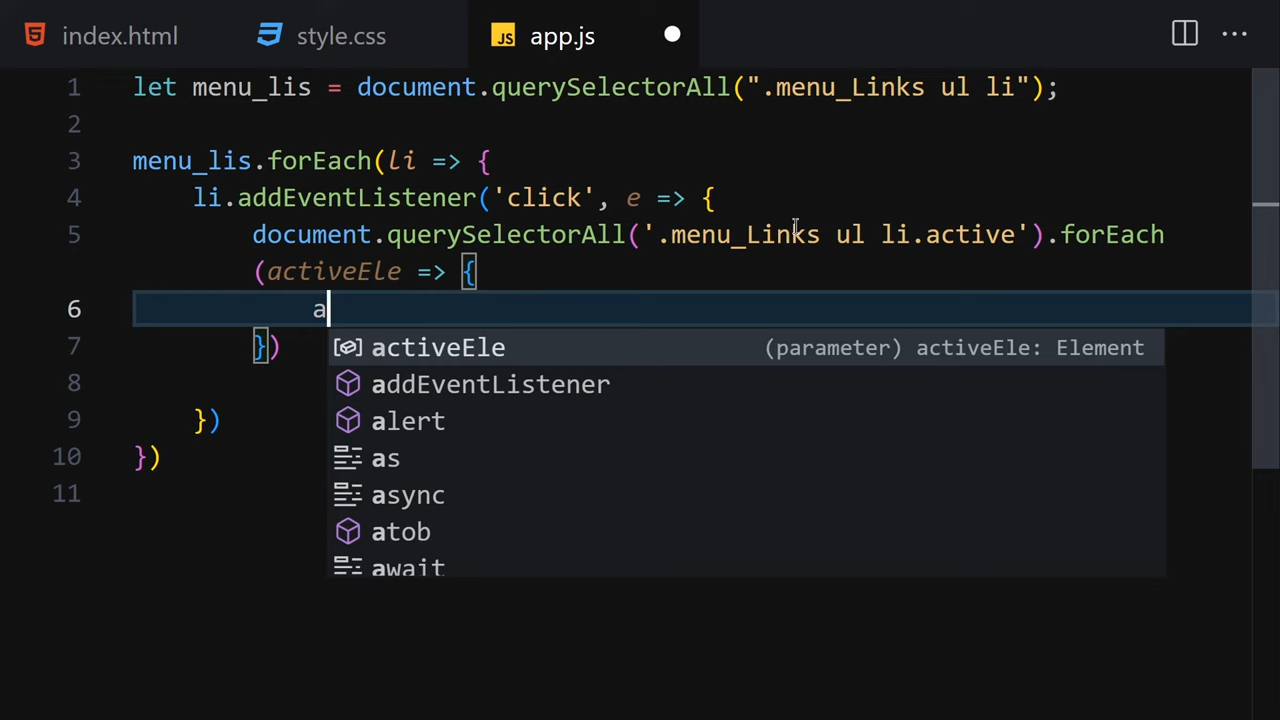 index.html
style.css
JS app.js
1 let menu_lis = document.querySelectorAll(".menu_Links ul li");
2
3 menu_lis.forEach(li => {
4 li.addEventListener('click', e => {
5 document.querySelectorAll('.menu_Links ul li.active').forEach
(activeEle => {
6 a
7 })
activeEle (parameter) activeEle: Element
8
addEventListener
9 })
alert
10 })
as
11
async
atob
await